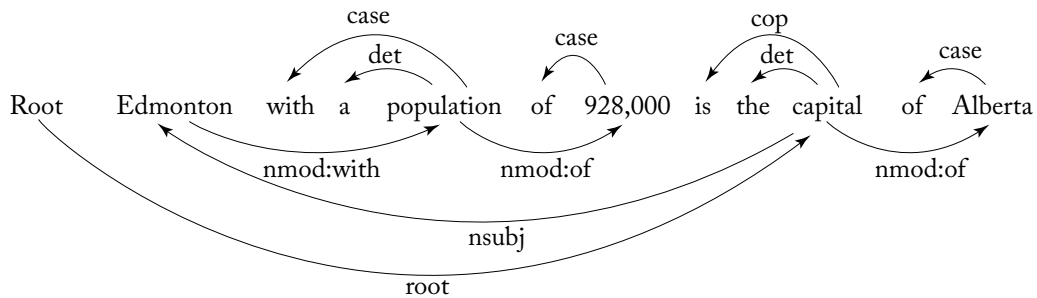 case cop
det case det case
Root Edmonton with a population of 928,000 is the capital of Alberta
nmod:with nmod:of nmod:of
nsubj
root